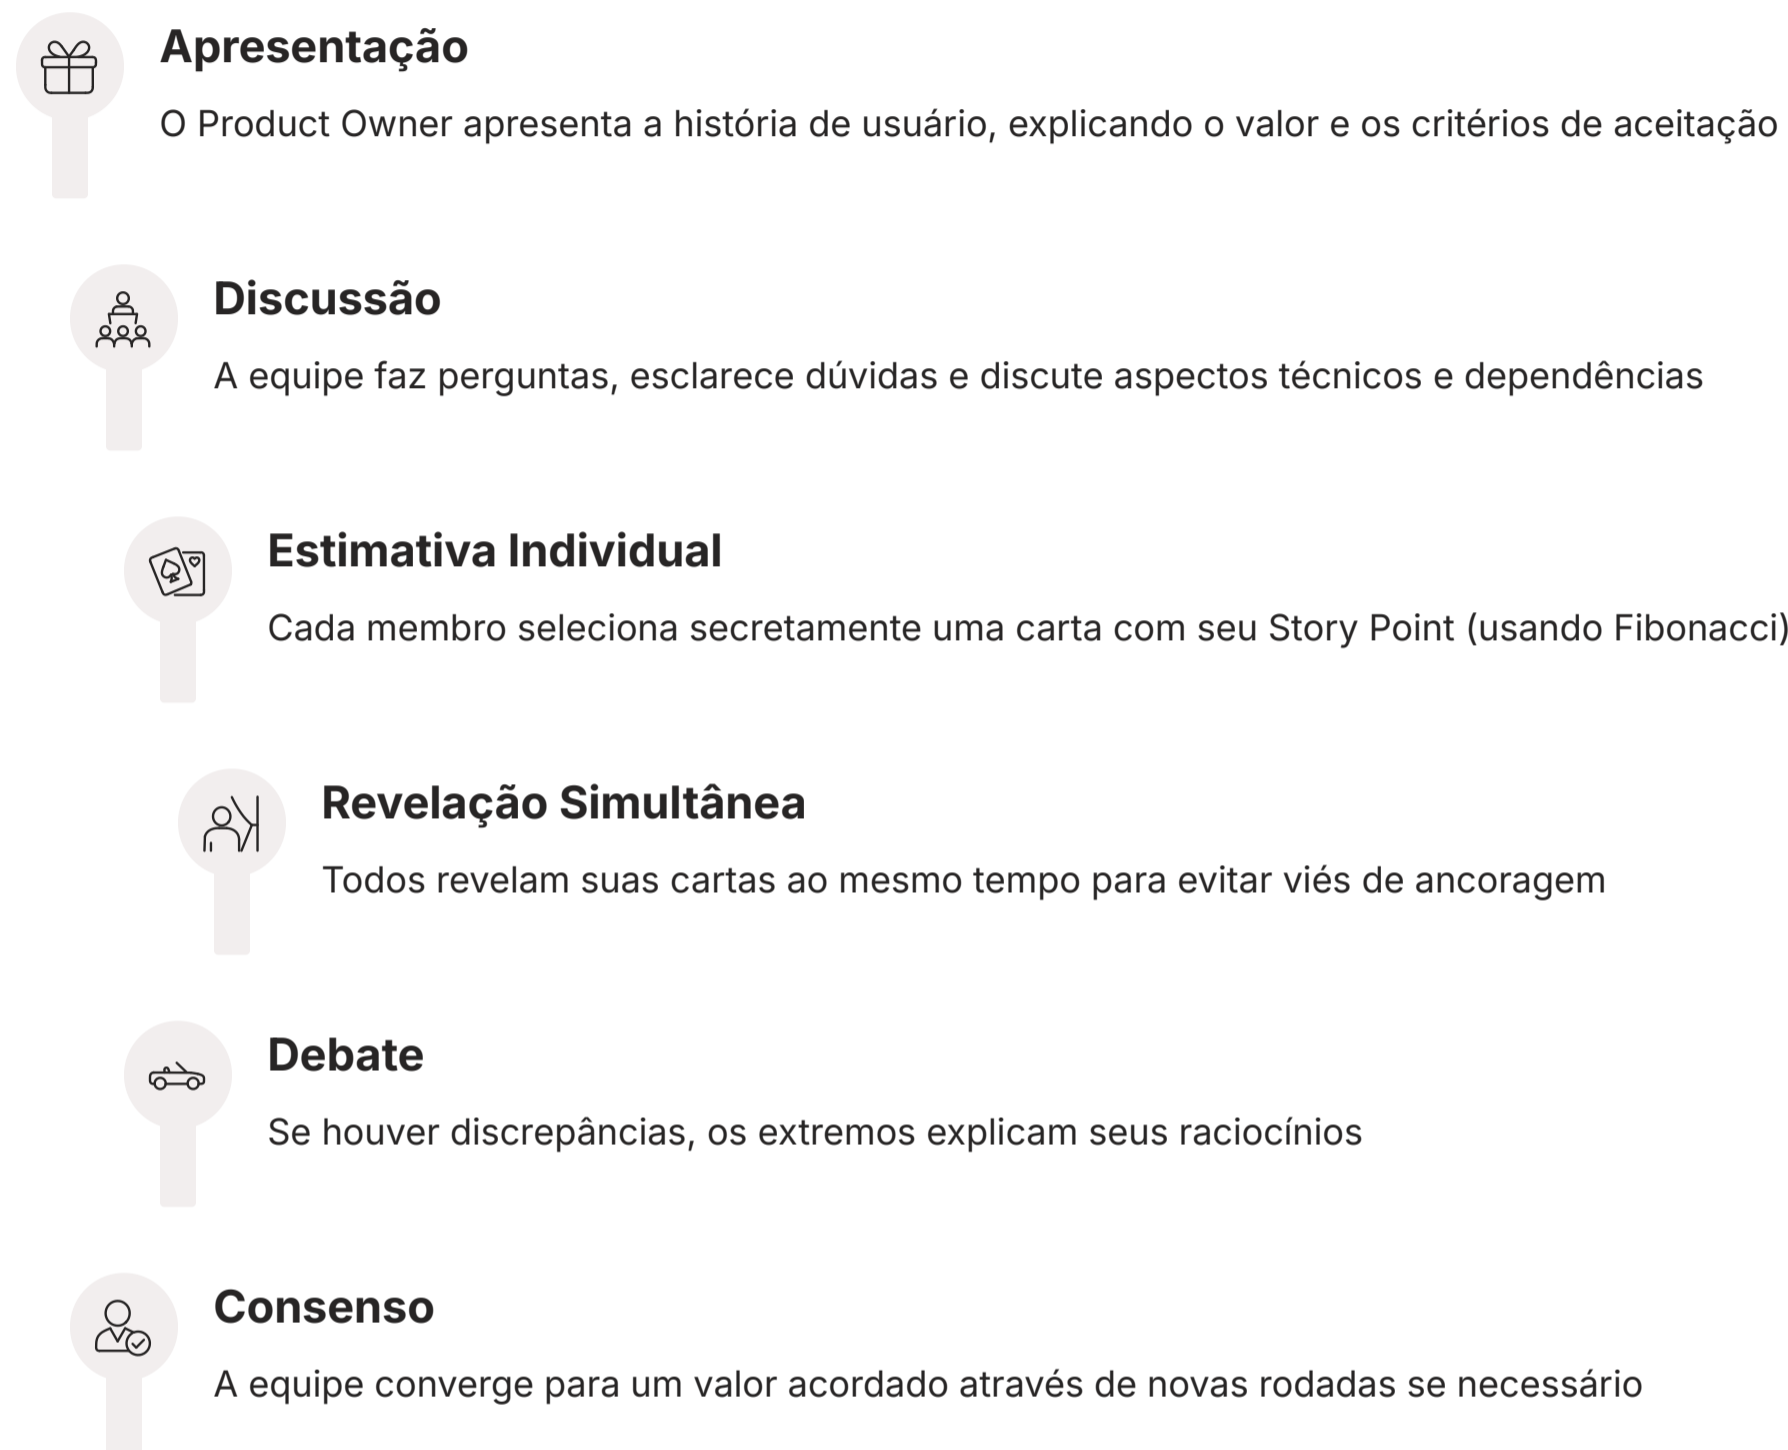 Apresentação
O Product Owner apresenta a história de usuário, explicando o valor e os critérios de aceitação
Discussão
A equipe faz perguntas, esclarece dúvidas e discute aspectos técnicos e dependências
Estimativa Individual
Cada membro seleciona secretamente uma carta com seu Story Point (usando Fibonacci)
Revelação Simultânea
Todos revelam suas cartas ao mesmo tempo para evitar viés de ancoragem
Debate
Se houver discrepâncias, os extremos explicam seus raciocínios
Consenso
A equipe converge para um valor acordado através de novas rodadas se necessário